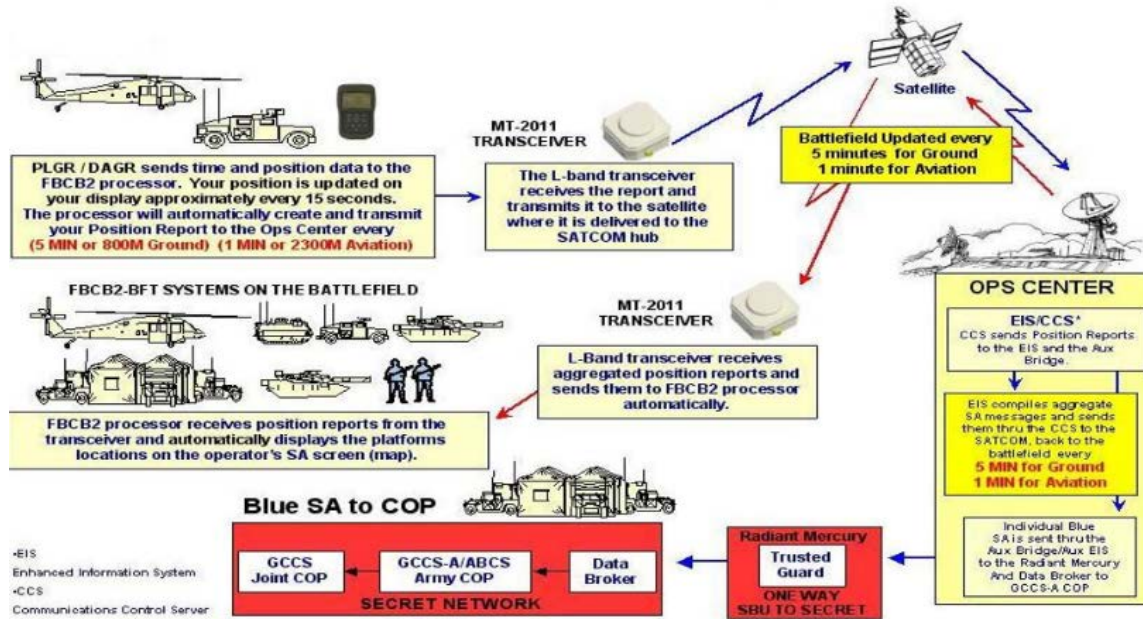 PLGR / DAGR sends time and position data to the
FBCB2 processor. Your position is updated on
your display approximately every 15 seconds.
The processor will automatically create and transmit
your Position Report to the Ops Center every
(5 MIN or 800M Ground) (1 MIN or 2300M Aviation)
MT-2011
TRANSCEIVER
The L-band transceiver
receives the report and
transmits it to the satellite
where it is delivered to the
SATCOM hub
Satellite
Battlefield Updated every
5 minutes for Ground
1 minute for Aviation
FBCB2-BFT SYSTEMS ON THE BATTLEFIELD
MT-2011
TRANSCEIVER
L-Band transceiver receives
aggregated position reports and
sends them to FBCB2 processor
automatically.
FBCB2 processor receives position reports from the
transceiver and automatically displays the platforms
locations on the operator's SA screen (map).
OPS CENTER
EIS/CCS*
CCS sends Position Reports
to the EIS and the Aux
Bridge.
EIS compiles aggregate
SA messages and sends
them thru the CCS to the
SATCOM, back to the
battlefield every
5 MIN for Ground
1 MIN for Aviation
Individual Blue
SA is sent thru the
Aux Bridge/Aux EIS
to the Radiant Mercury
And Data Broker to
GCCS-A COP
Blue SA to COP
GCCS
Joint COP
GCCS-A/ABCS
Army COP
Data
Broker
SECRET NETWORK
Radiant Mercury
Trusted
Guard
ONE WAY
SBU TO SECRET
•EIS
Enhanced Information System
•CCS
Communications Control Server